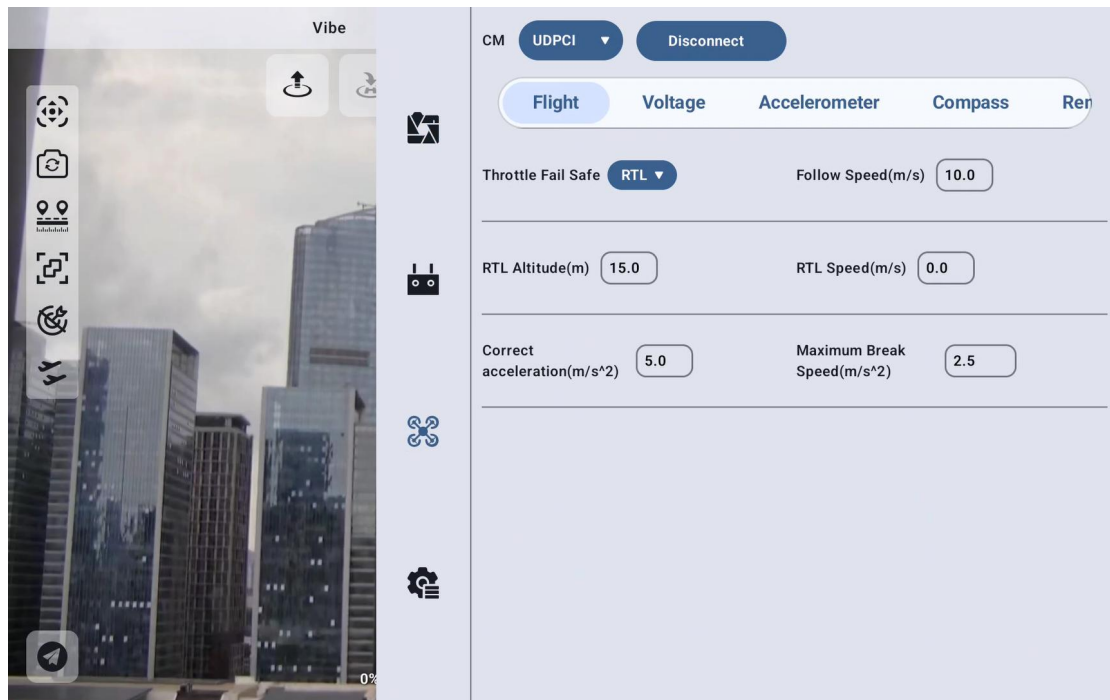 Vibe
CM UDPCI Disconnect
Flight Voltage Accelerometer Compass
Throttle Fail Safe RTL Follow Speed(m/s) 10.0
RTL Altitude(m) 15.0 RTL Speed(m/s) 0.0
Correct acceleration(m/s^2) 5.0 Maximum Break Speed(m/s^2) 2.5
0%